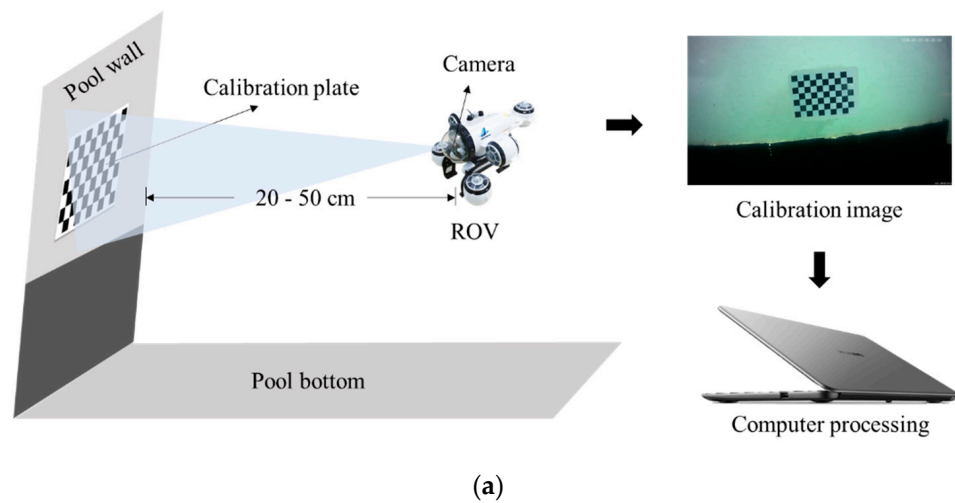 Pool wall
Calibration plate
Camera
20 - 50 cm
ROV
Pool bottom
Calibration image
Computer processing
(a)